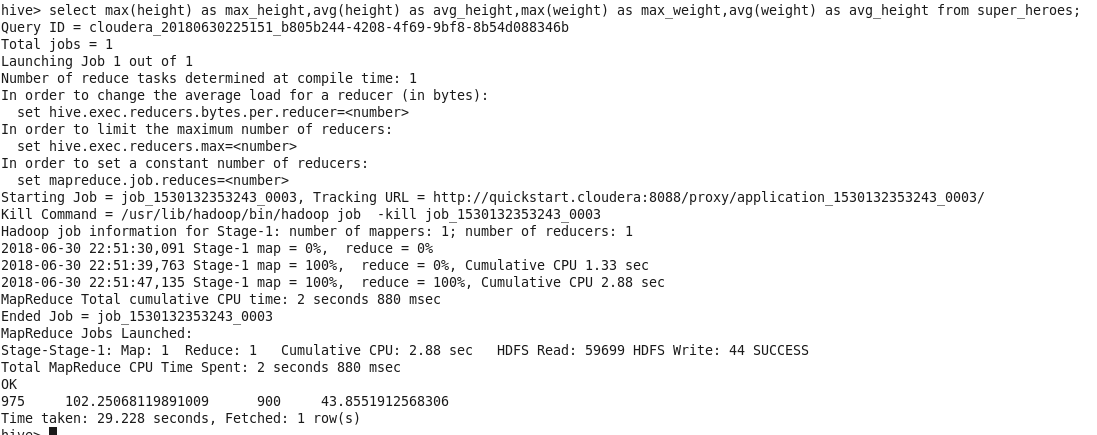 hive> select max(height) as max_height,avg(height) as avg_height,max(weight) as max_weight,avg(weight) as avg_height from super_heroes;
Query ID = cloudera_20180630225151_b805b244-4208-4f69-9bf8-8b54d088346b
Total jobs = 1
Launching Job 1 out of 1
Number of reduce tasks determined at compile time: 1
In order to change the average load for a reducer (in bytes):
  set hive.exec.reducers.bytes.per.reducer=<number>
In order to limit the maximum number of reducers:
  set hive.exec.reducers.max=<number>
In order to set a constant number of reducers:
  set mapreduce.job.reduces=<number>
Starting Job = job_1530132353243_0003, Tracking URL = http://quickstart.cloudera:8088/proxy/application_1530132353243_0003/
Kill Command = /usr/lib/hadoop/bin/hadoop job  -kill job_1530132353243_0003
Hadoop job information for Stage-1: number of mappers: 1; number of reducers: 1
2018-06-30 22:51:30,091 Stage-1 map = 0%,  reduce = 0%
2018-06-30 22:51:39,763 Stage-1 map = 100%,  reduce = 0%, Cumulative CPU 1.33 sec
2018-06-30 22:51:47,135 Stage-1 map = 100%,  reduce = 100%, Cumulative CPU 2.88 sec
MapReduce Total cumulative CPU time: 2 seconds 880 msec
Ended Job = job_1530132353243_0003
MapReduce Jobs Launched:
Stage-Stage-1: Map: 1  Reduce: 1   Cumulative CPU: 2.88 sec   HDFS Read: 59699 HDFS Write: 44 SUCCESS
Total MapReduce CPU Time Spent: 2 seconds 880 msec
OK
975     102.25068119891009      900     43.8551912568306
Time taken: 29.228 seconds, Fetched: 1 row(s)
hive>